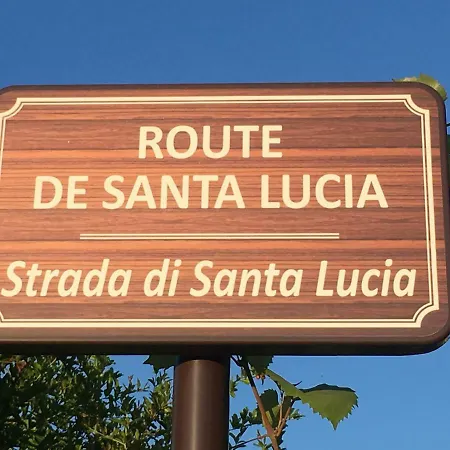 ROUTE
DE SANTA LUCIA
Strada di Santa Lucia